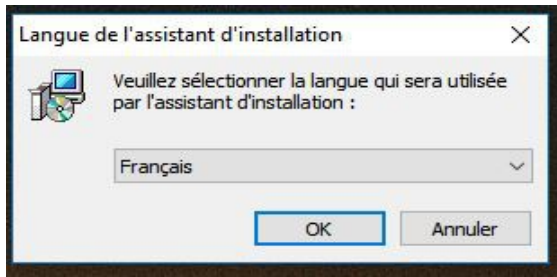 Langue de l'assistant d'installation
Veuillez sélectionner la langue qui sera utilisée
par l'assistant d'installation :
Français
OK
Annuler